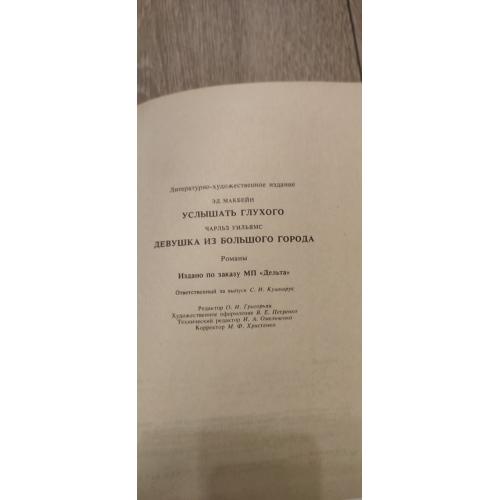 Литературно-художественное издание
ЭД МАКБЕЙН
УСЛЫШАТЬ ГЛУХОГО
ЧАРЛЬЗ УИЛЬЯМС
ДЕВУШКА ИЗ БОЛЬШОГО ГОРОДА
Романы
Издано по заказу МП «Дельта»
Ответственный за выпуск С. И.
Редактор О. И. Григорьян
Художественное оформление В. Е. Петренко
Технический редактор И. А. Омельченко
Корректор М. Ф. Христенко